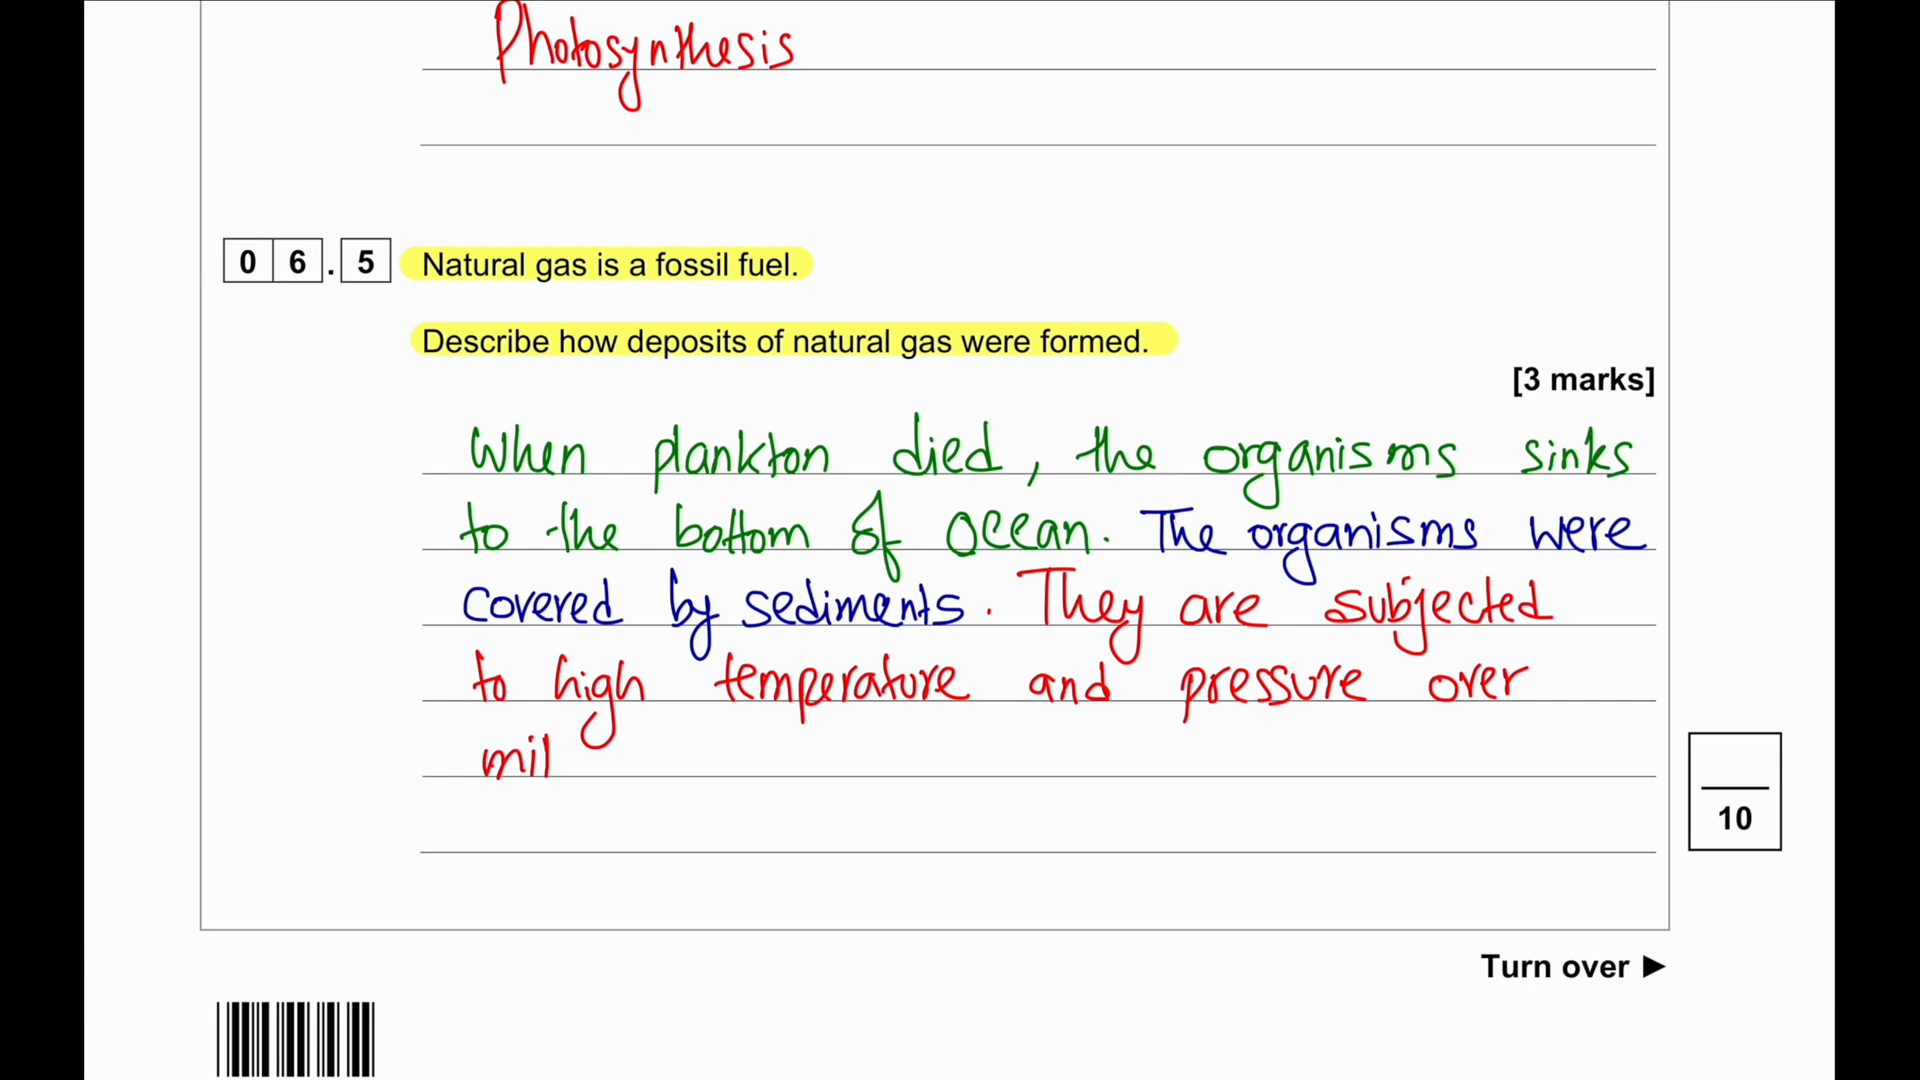 Photosynthesis
0 6 . 5 Natural gas is a fossil fuel.
Describe how deposits of natural gas were formed.
[3 marks]
When plankton died, the organisms sinks
to the bottom of ocean. The organisms were
covered by sediments. They are subjected
to high temperature and pressure over
mil
10
Turn over ►